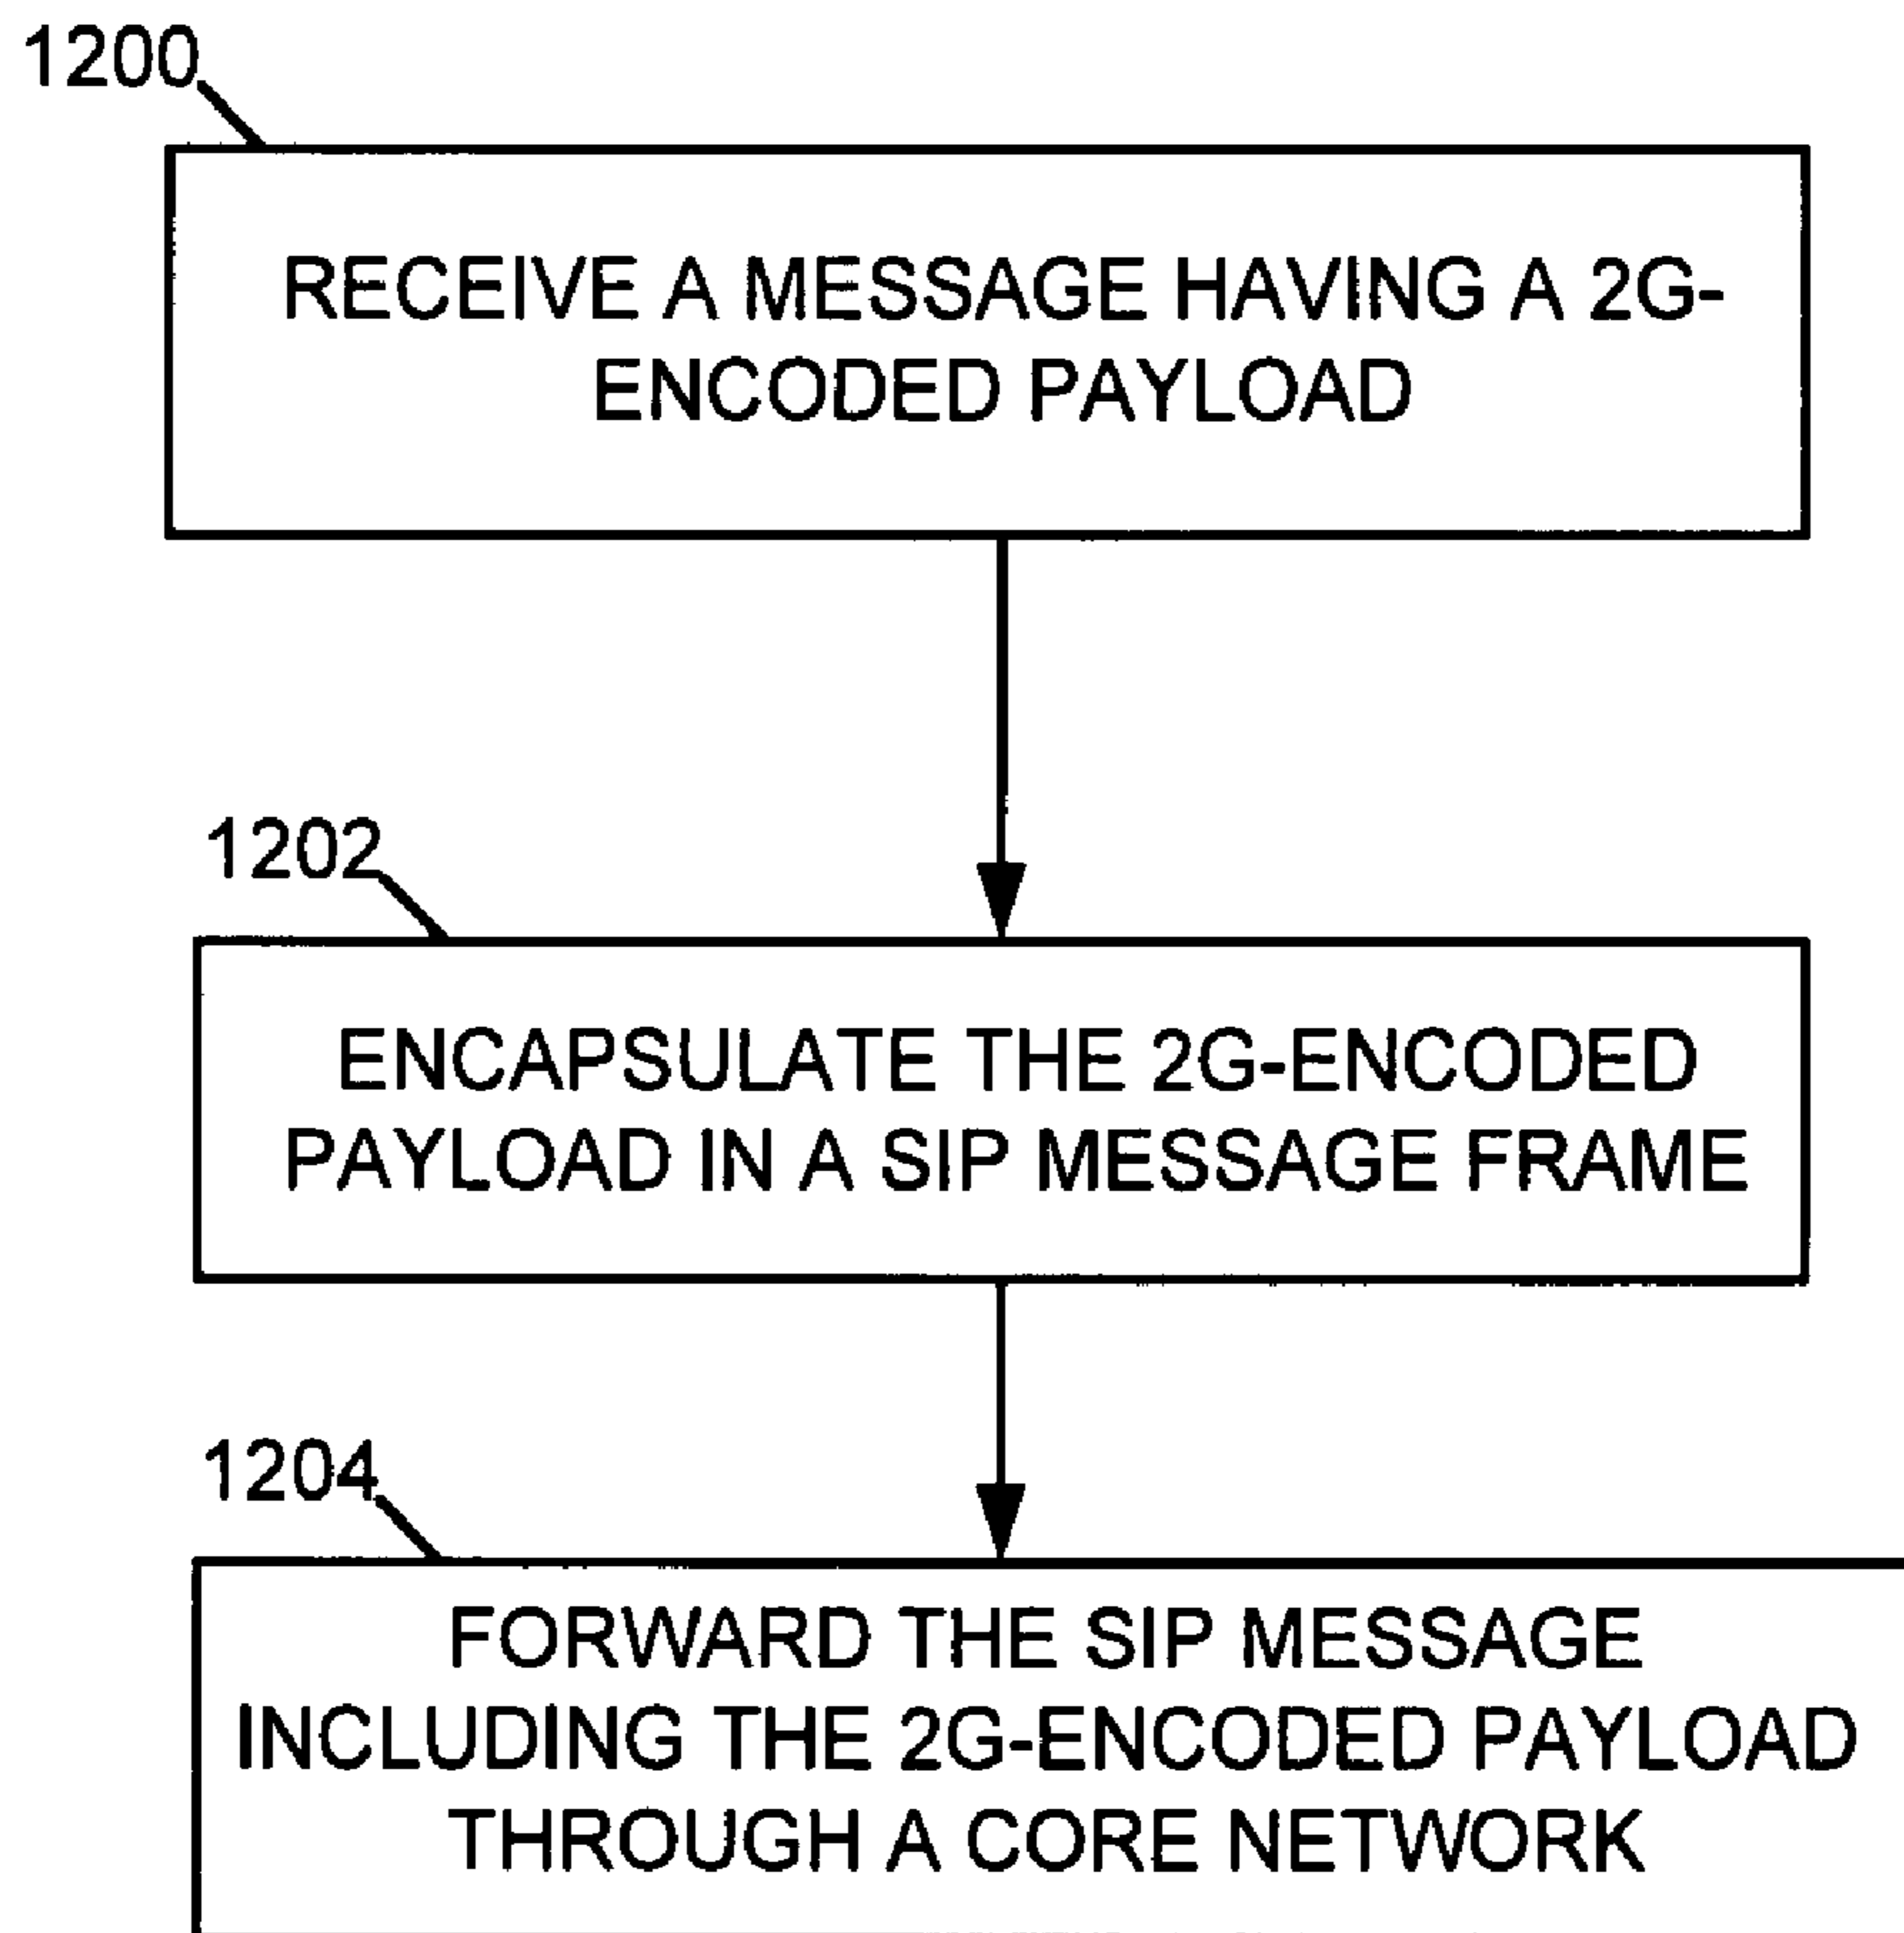 1200
RECEIVE A MESSAGE HAVING A 2G-
ENCODED PAYLOAD
1202
ENCAPSULATE THE 2G-ENCODED
PAYLOAD IN A SIP MESSAGE FRAME
1204
FORWARD THE SIP MESSAGE
INCLUDING THE 2G-ENCODED PAYLOAD
THROUGH A CORE NETWORK